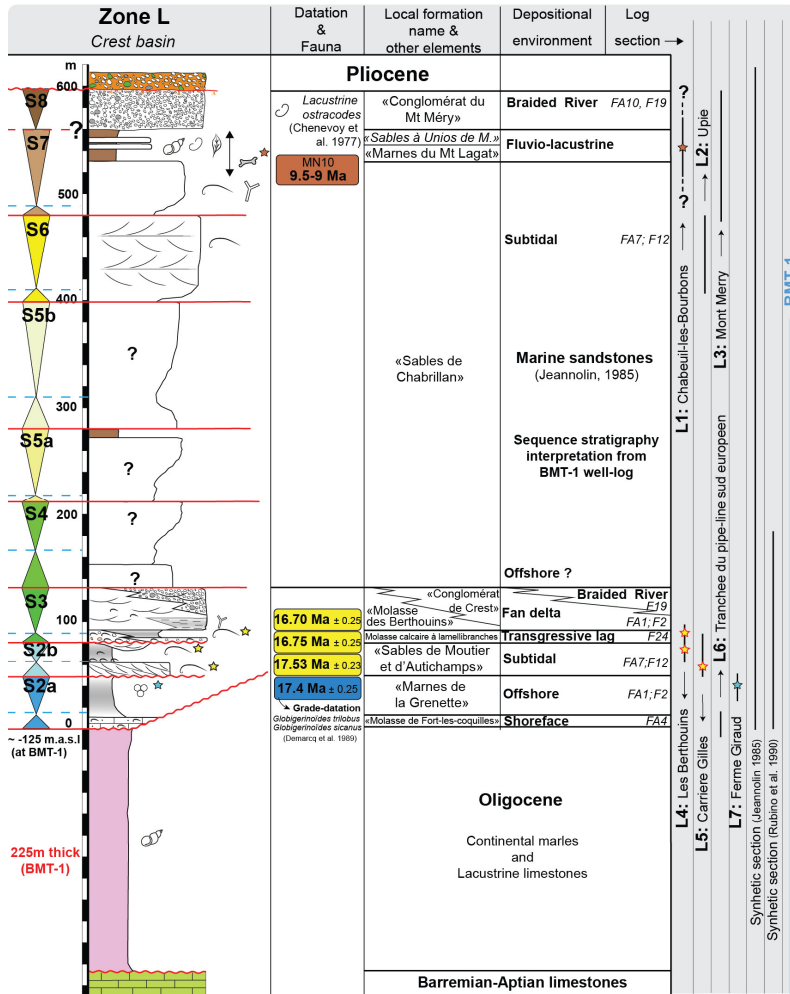 Zone L
Crest basin
Datation
&
Fauna
Local formation
name &
other elements
Depositional
environment
Log
section
m
600
Pliocene
S8
Lacustrine
ostracodes
(Chenevoy et
al. 1977)
«Conglomérat du
Mt Méry»
Braided River
FA10, F19
?
?
S7
«Sables à Unios de M.»
«Marnes du Mt Lagat»
Fluvio-lacustrine
MN10
9.5-9 Ma
500
?
S6
Subtidal
FA7; F12
400
S5b
?
«Sables de
Chabrillan»
Marine sandstones
(Jeannolin, 1985)
300
S5a
?
Sequence stratigraphy
interpretation from
BMT-1 well-log
200
S4
?
?
Offshore ?
S3
100
16.70 Ma ± 0.25
«Molasse
des Berthouins»
«Conglomérat
de Crest»
Braided River
F19
Fan delta
FA1; F2
16.75 Ma ± 0.25
Molasse calcaire à lamellibranches
Transgressive lag
F24
S2b
17.53 Ma ± 0.23
«Sables de Moutier
et d’Autichamps»
Subtidal
FA7;F12
S2a
17.4 Ma ± 0.25
«Marnes de
la Grenette»
Offshore
FA1;F2
Grade-datation
Globigerinoïdes trilobus
Globigerinoïdes sicanus
(Demarcq et al. 1989)
0
«Molasse de Fort-les-coquilles»
Shoreface
FA4
~ -125 m.a.s.l
(at BMT-1)
225m thick
(BMT-1)
Oligocene
Continental marles
and
Lacustrine limestones
Barremian-Aptian limestones
L1: Chabeuil-les-Bourbons
L2: Upie
L3: Mont Merry
L4: Les Berthouins
L5: Carriere Gilles
L6: Tranchee du pipe-line sud europeen
L7: Ferme Giraud
Synhetic section (Jeannolin 1985)
Synhetic section (Rubino et al. 1990)
BMT-1